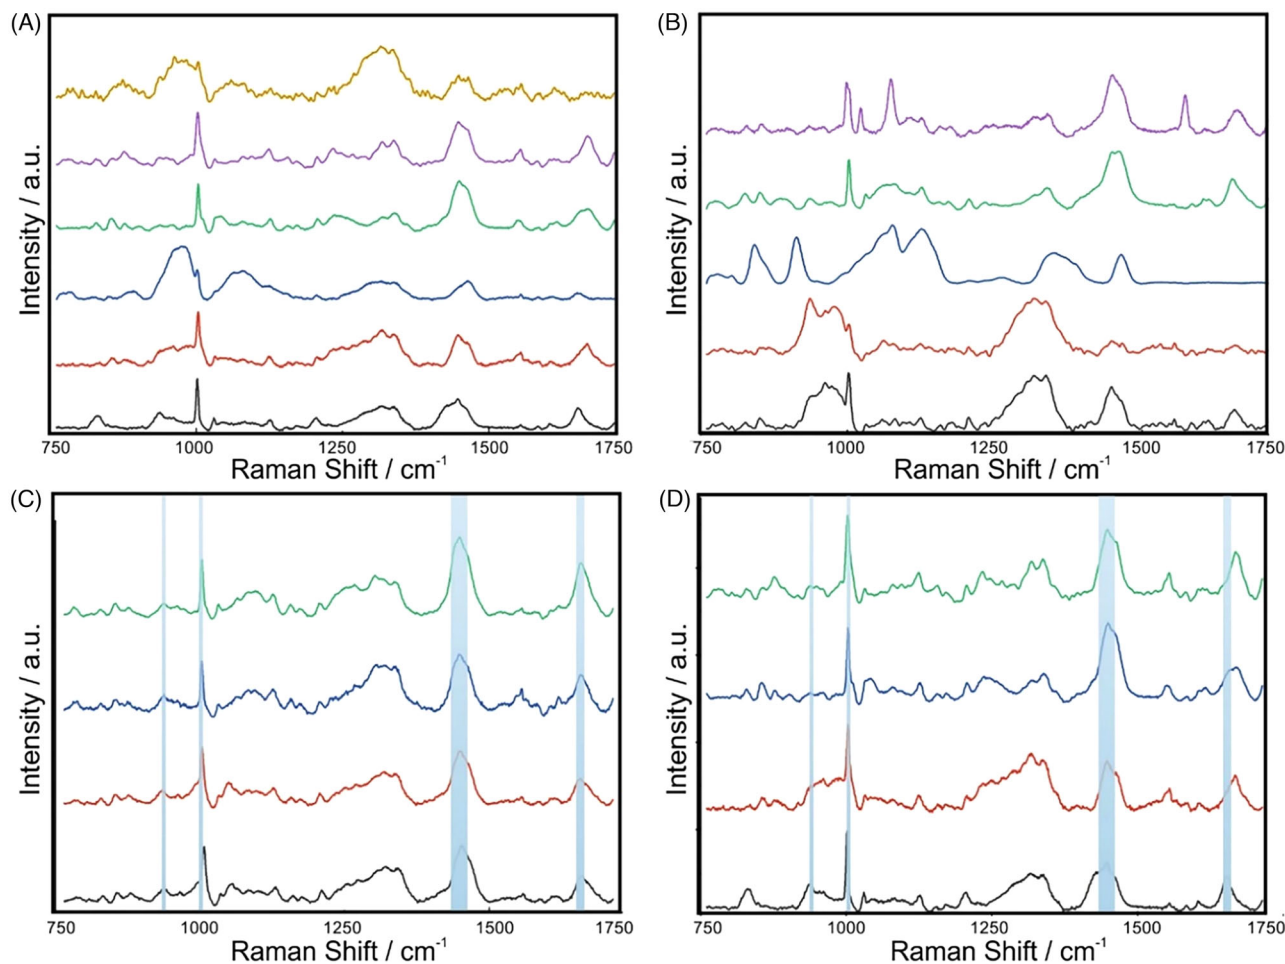 (A)
Intensity / a.u.
750 1000 1250 1500 1750
Raman Shift / cm⁻¹
(B)
Intensity / a.u.
750 1000 1250 1500 1750
Raman Shift / cm⁻¹
(C)
Intensity / a.u.
750 1000 1250 1500 1750
Raman Shift / cm⁻¹
(D)
Intensity / a.u.
750 1000 1250 1500 1750
Raman Shift / cm⁻¹